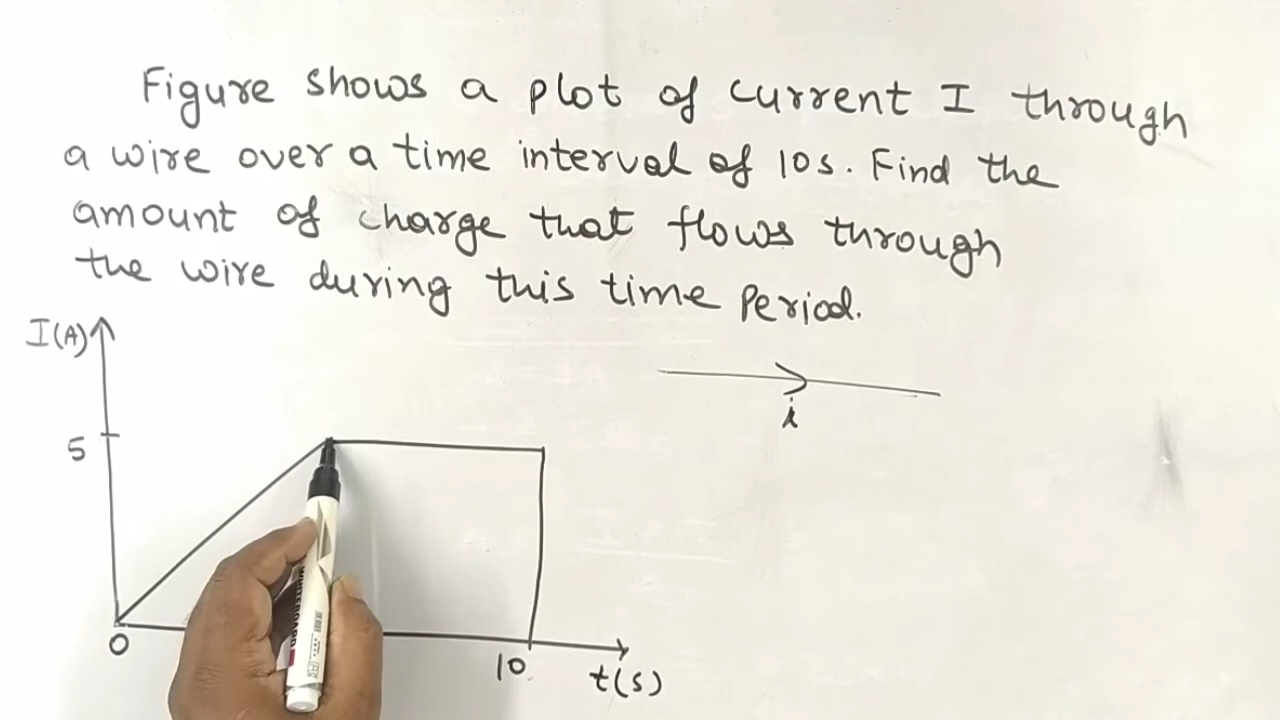 Figure shows a plot of current I through
a wire over a time interval of 10s. Find the
amount of charge that flows through
the wire during this time Period.
I(A)
i
5
0
10
t(s)